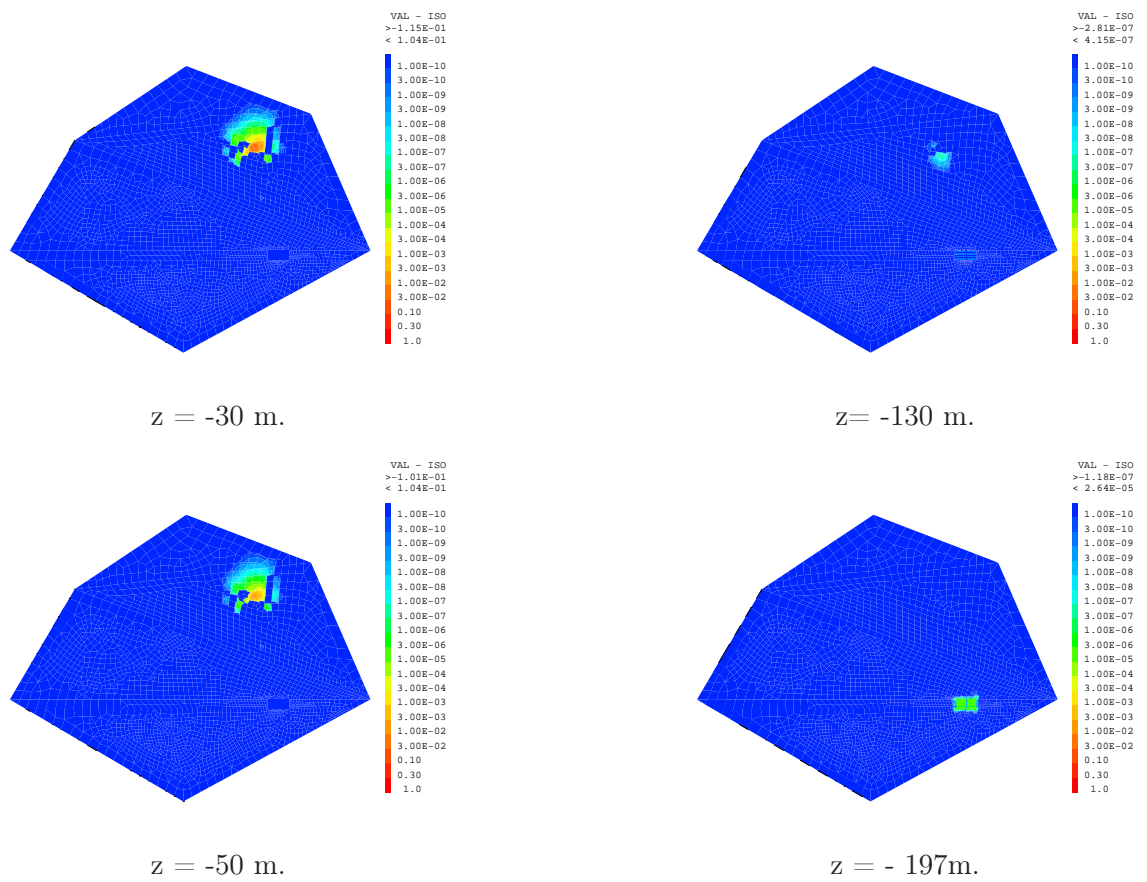 VAL - ISO
>-1.15E-01
< 1.04E-01
1.00E-10
3.00E-10
1.00E-09
3.00E-09
1.00E-08
3.00E-08
1.00E-07
3.00E-07
1.00E-06
3.00E-06
1.00E-05
1.00E-04
3.00E-04
1.00E-03
3.00E-03
1.00E-02
3.00E-02
0.10
0.30
1.0
z = -30 m.
VAL - ISO
>-2.81E-07
< 4.15E-07
1.00E-10
3.00E-10
1.00E-09
3.00E-09
1.00E-08
3.00E-08
1.00E-07
3.00E-07
1.00E-06
3.00E-06
1.00E-05
1.00E-04
3.00E-04
1.00E-03
3.00E-03
1.00E-02
3.00E-02
0.10
0.30
1.0
z= -130 m.
VAL - ISO
>-1.01E-01
< 1.04E-01
1.00E-10
3.00E-10
1.00E-09
3.00E-09
1.00E-08
3.00E-08
1.00E-07
3.00E-07
1.00E-06
3.00E-06
1.00E-05
3.00E-05
1.00E-04
3.00E-04
1.00E-03
3.00E-03
1.00E-02
3.00E-02
0.10
0.30
1.0
z = -50 m.
VAL - ISO
>-1.18E-07
< 2.64E-05
1.00E-10
3.00E-10
1.00E-09
3.00E-09
1.00E-08
3.00E-08
1.00E-07
3.00E-07
1.00E-06
3.00E-06
1.00E-05
3.00E-04
1.00E-03
3.00E-03
1.00E-02
3.00E-02
0.10
0.30
1.0
z = - 197m.